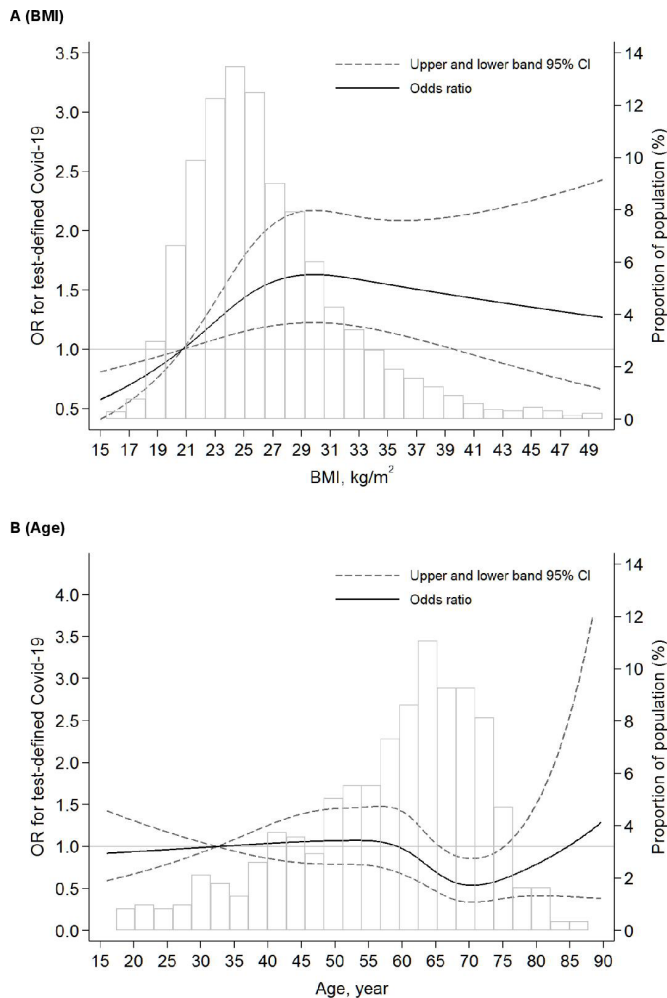 A (BMI)
3.5
3.0
2.5
2.0
1.5
1.0
0.5
OR for test-defined Covid-19
Upper and lower band 95% CI
Odds ratio
14
12
10
8
6
4
2
0
Proportion of population (%)
15 17 19 21 23 25 27 29 31 33 35 37 39 41 43 45 47 49
BMI, kg/m²
B (Age)
4.0
3.5
3.0
2.5
2.0
1.5
1.0
0.5
0.0
OR for test-defined Covid-19
Upper and lower band 95% CI
Odds ratio
14
12
10
8
6
4
2
0
Proportion of population (%)
15 20 25 30 35 40 45 50 55 60 65 70 75 80 85 90
Age, year